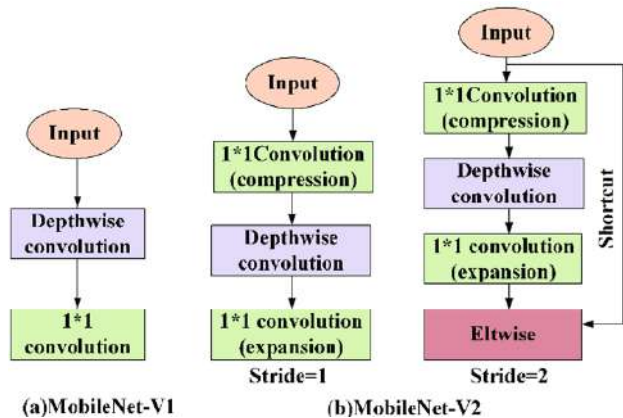 Input
Depthwise
convolution
1*1
convolution
(a)MobileNet-V1
Input
1*1Convolution
(compression)
Depthwise
convolution
1*1 convolution
(expansion)
Stride=1
Input
1*1Convolution
(compression)
Depthwise
convolution
1*1 convolution
(expansion)
Eltwise
Shortcut
Stride=2
(b)MobileNet-V2